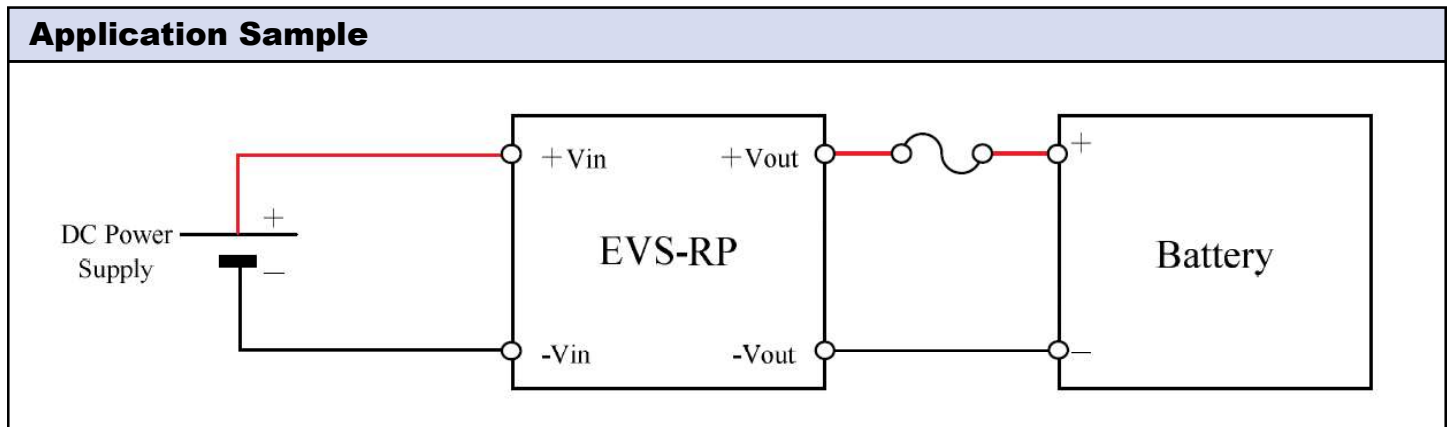 Application Sample
DC Power
Supply
+
—
+Vin
-Vin
EVS-RP
+Vout
-Vout
+
—
Battery